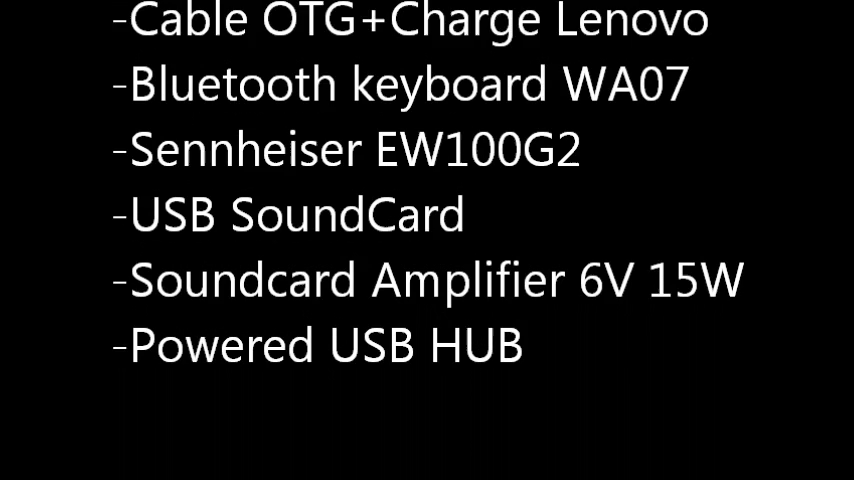 -Cable OTG+Charge Lenovo
-Bluetooth keyboard WA07
-Sennheiser EW100G2
-USB SoundCard
-Soundcard Amplifier 6V 15W
-Powered USB HUB